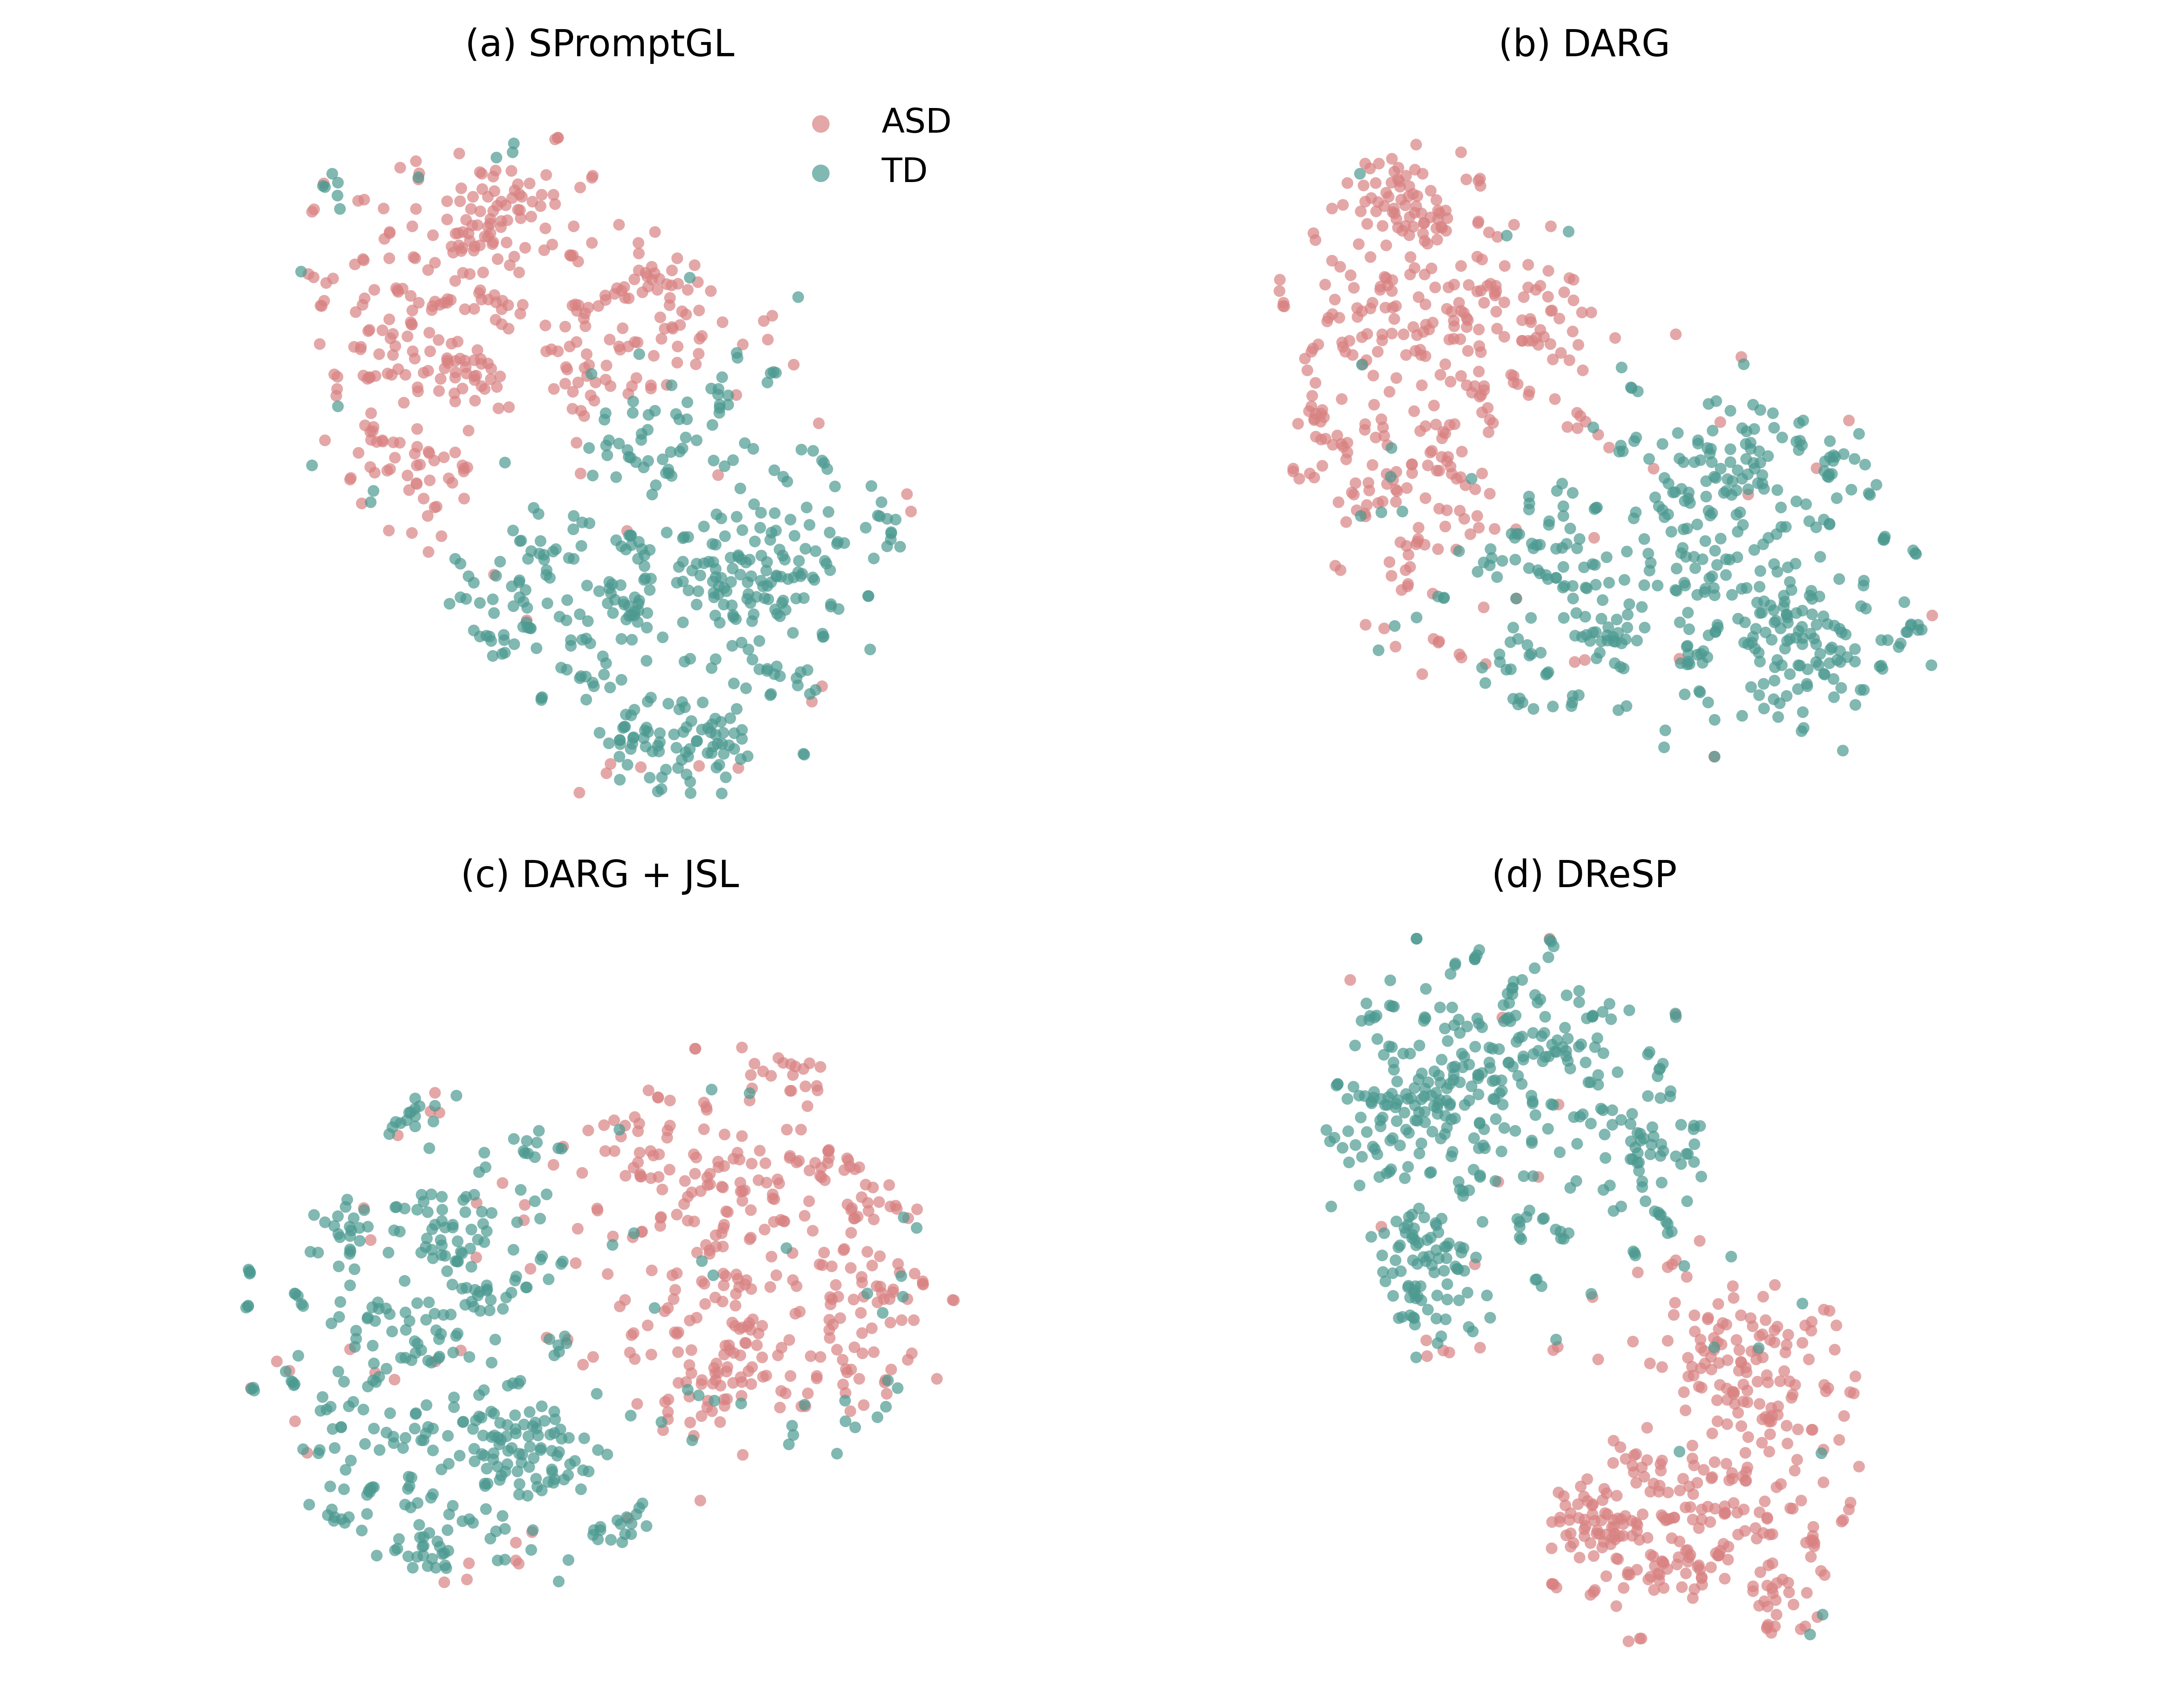 (a) SPromptGL
(b) DARG
ASD
TD
(c) DARG + JSL
(d) DReSP